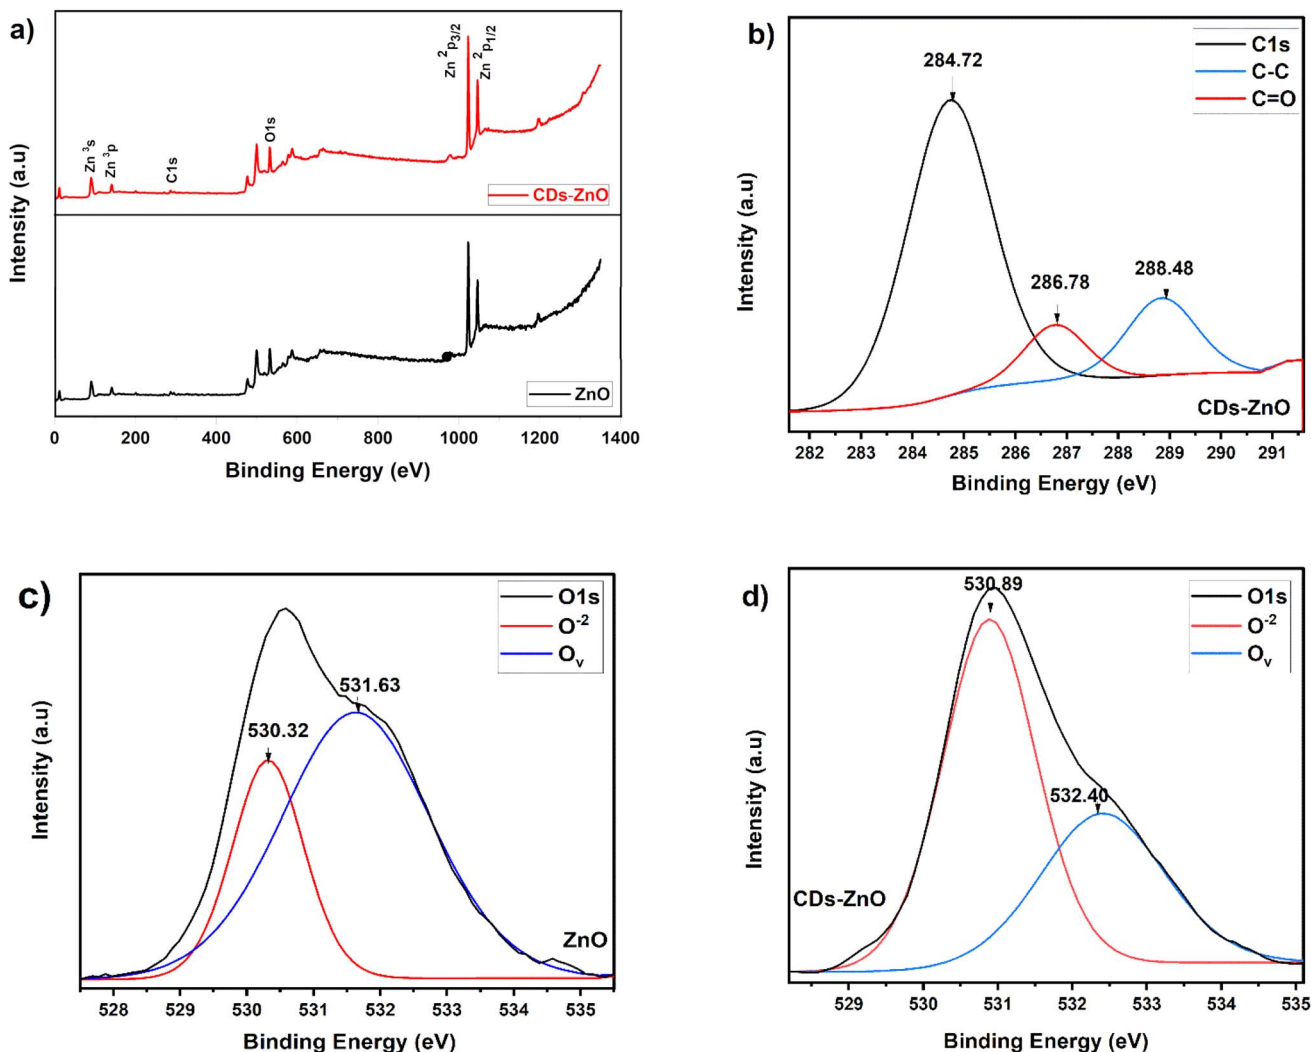 a)
Intensity (a.u)
Zn ³s
Zn ³p
C1s
O1s
Zn ²p3/2
Zn ²p1/2
CDs-ZnO
ZnO
0 200 400 600 800 1000 1200 1400
Binding Energy (eV)
b)
Intensity (a.u)
C1s
C-C
C=O
284.72
286.78
288.48
CDs-ZnO
282 283 284 285 286 287 288 289 290 291
Binding Energy (eV)
c)
Intensity (a.u)
O1s
O⁻²
Oᵥ
530.32
531.63
ZnO
528 529 530 531 532 533 534 535
Binding Energy (eV)
d)
Intensity (a.u)
O1s
O⁻²
Oᵥ
530.89
532.40
CDs-ZnO
529 530 531 532 533 534 535
Binding Energy (eV)